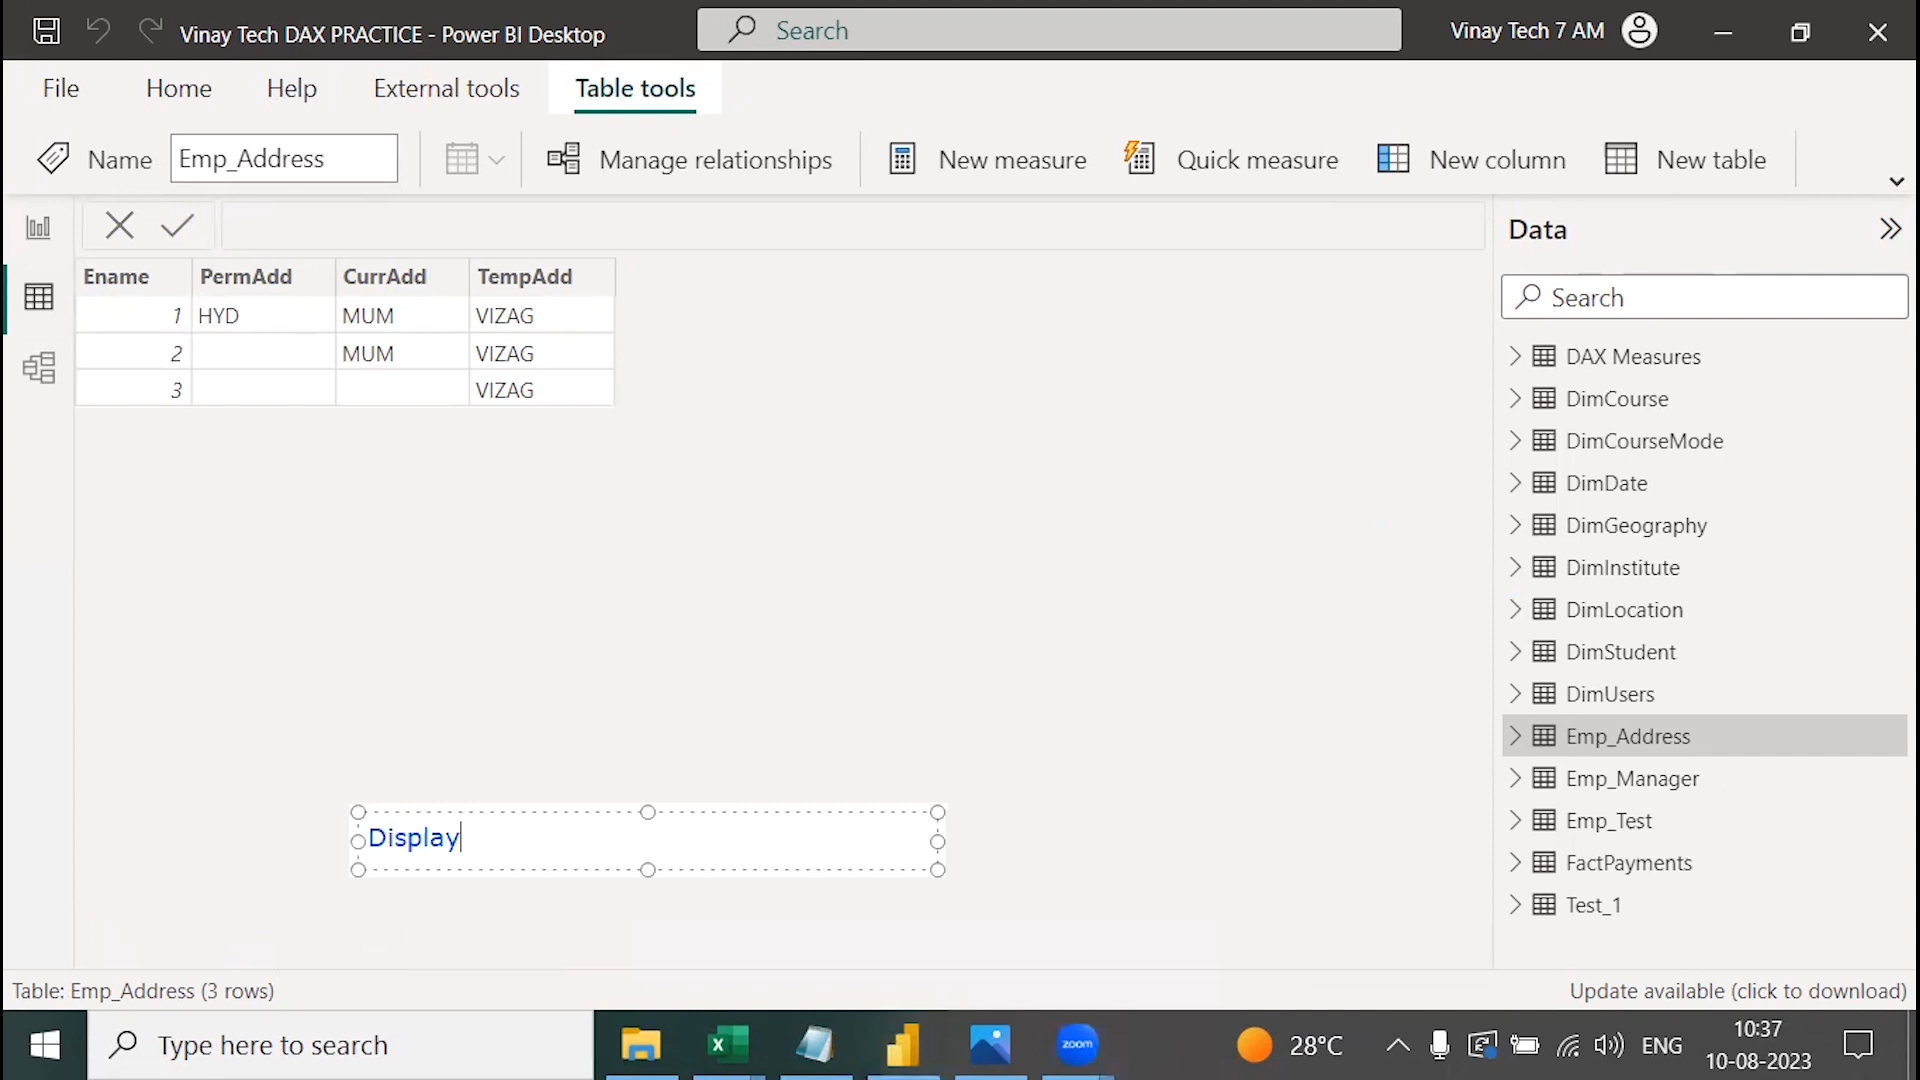 Vinay Tech DAX PRACTICE - Power BI Desktop
Search
Vinay Tech 7 AM
File
Home
Help
External tools
Table tools
Name
Emp_Address
Manage relationships
New measure
Quick measure
New column
New table
Ename PermAdd CurrAdd TempAdd
1 HYD MUM VIZAG
2 MUM VIZAG
3 VIZAG
Display
Data
Search
DAX Measures
DimCourse
DimCourseMode
DimDate
DimGeography
DimInstitute
DimLocation
DimStudent
DimUsers
Emp_Address
Emp_Manager
Emp_Test
FactPayments
Test_1
Table: Emp_Address (3 rows)
Update available (click to download)
Type here to search
zoom
28°C
ENG
10:37
10-08-2023